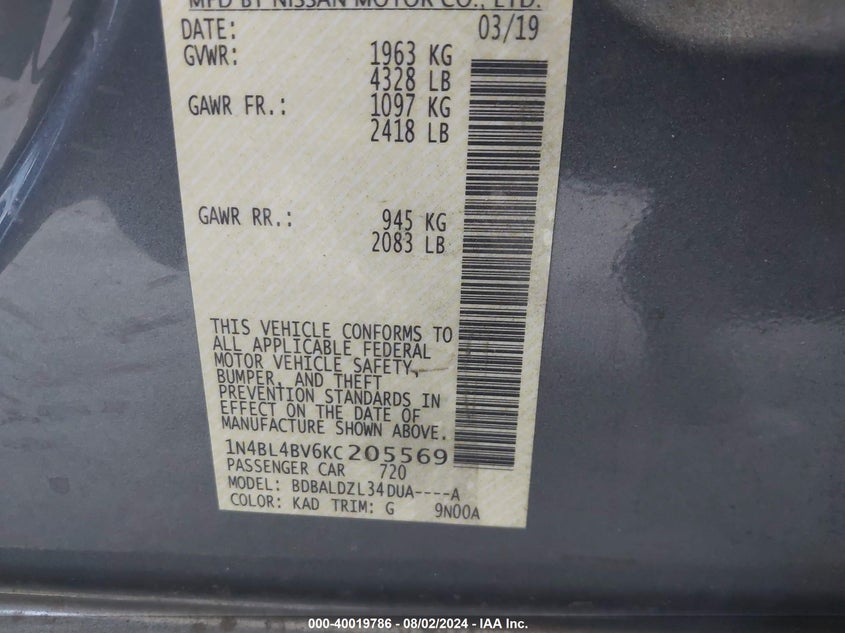 MFD BY NISSAN MOTOR CO., LTD.
DATE: 03/19
GVWR: 1963 KG
4328 LB
GAWR FR.: 1097 KG
2418 LB
GAWR RR.: 945 KG
2083 LB
THIS VEHICLE CONFORMS TO
ALL APPLICABLE FEDERAL
MOTOR VEHICLE SAFETY,
BUMPER, AND THEFT
PREVENTION STANDARDS IN
EFFECT ON THE DATE OF
MANUFACTURE SHOWN ABOVE.
1N4BL4BV6KC205569
PASSENGER CAR 720
MODEL: BDBALDZL34DUA----A
COLOR: KAD TRIM: G 9N00A
000-40019786 - 08/02/2024 - IAA Inc.